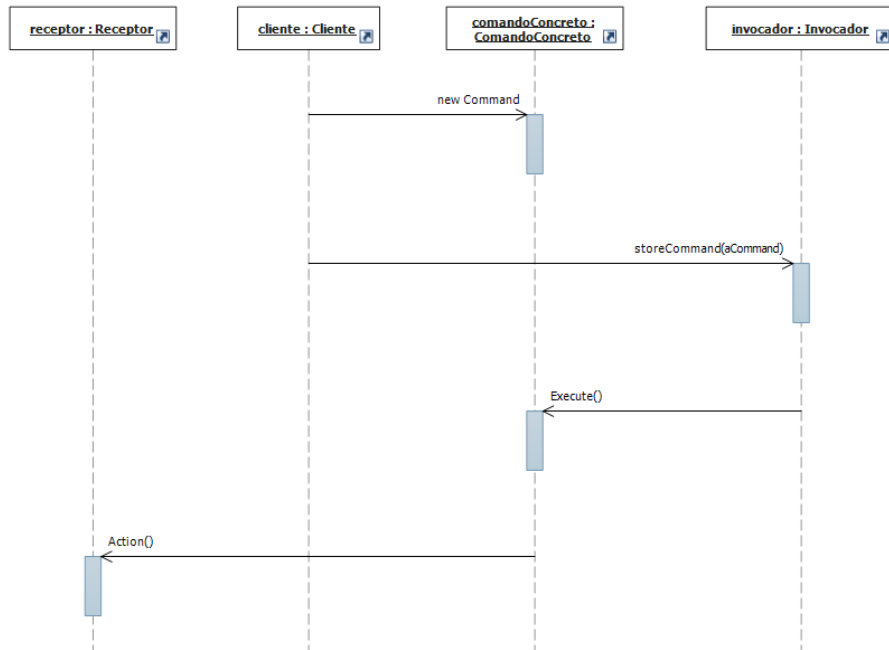 receptor : Receptor
cliente : Cliente
comandoConcreto :
ComandoConcreto
invocador : Invocador
new Command
storeCommand(aCommand)
Execute()
Action()